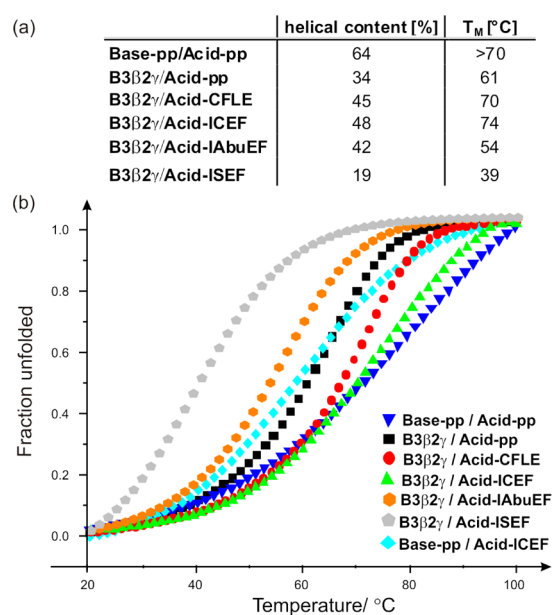 (a)
helical content [%] T_M [°C]
Base-pp/Acid-pp 64 >70
B3β2γ/Acid-pp 34 61
B3β2γ/Acid-CFLE 45 70
B3β2γ/Acid-ICEF 48 74
B3β2γ/Acid-IAbuEF 42 54
B3β2γ/Acid-ISEF 19 39
(b)
1.0
0.8
0.6
0.4
0.2
0.0
Fraction unfolded
Base-pp / Acid-pp
B3β2γ / Acid-pp
B3β2γ / Acid-CFLE
B3β2γ / Acid-ICEF
B3β2γ / Acid-IAbuEF
B3β2γ / Acid-ISEF
Base-pp / Acid-ICEF
20 40 60 80 100
Temperature/ °C